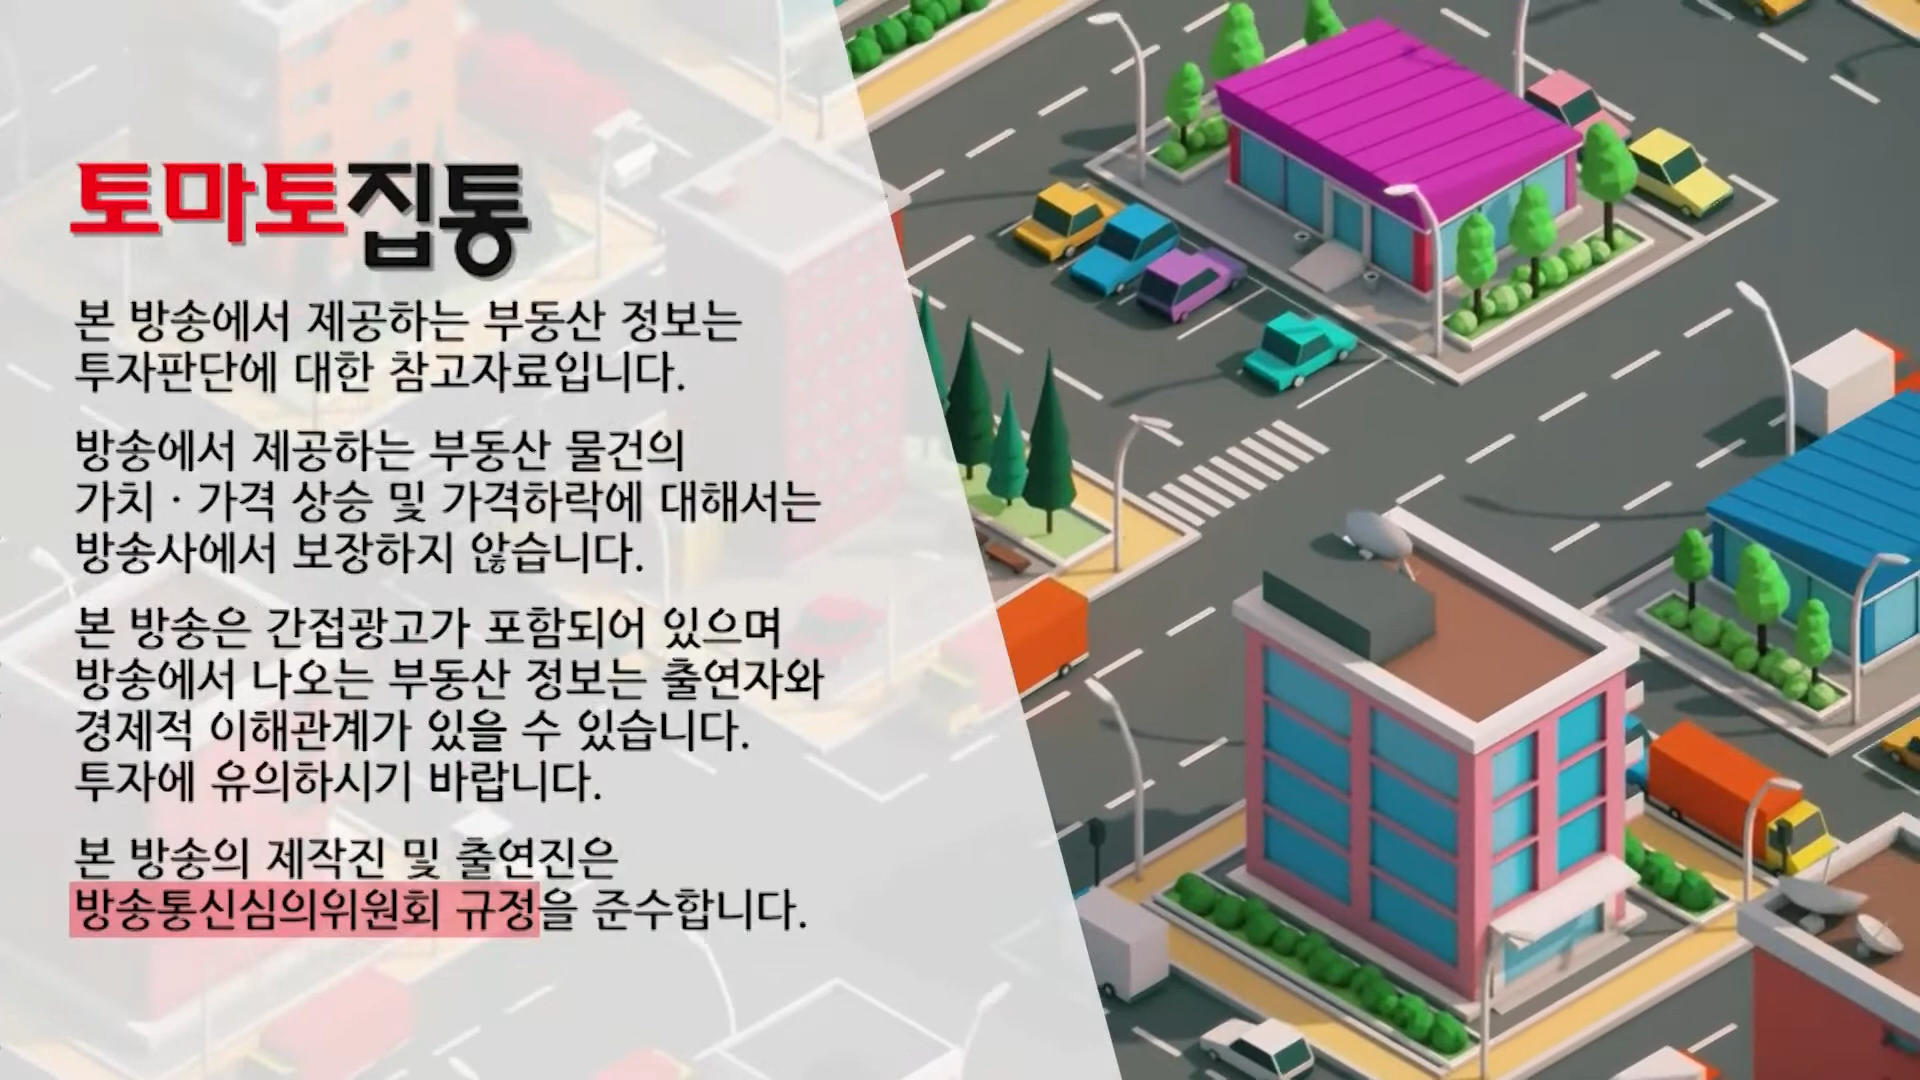 토마토집통
본 방송에서 제공하는 부동산 정보는
투자판단에 대한 참고자료입니다.
방송에서 제공하는 부동산 물건의
가치 · 가격 상승 및 가격하락에 대해서는
방송사에서 보장하지 않습니다.
본 방송은 간접광고가 포함되어 있으며
방송에서 나오는 부동산 정보는 출연자와
경제적 이해관계가 있을 수 있습니다.
투자에 유의하시기 바랍니다.
본 방송의 제작진 및 출연진은
방송통신심의위원회 규정을 준수합니다.